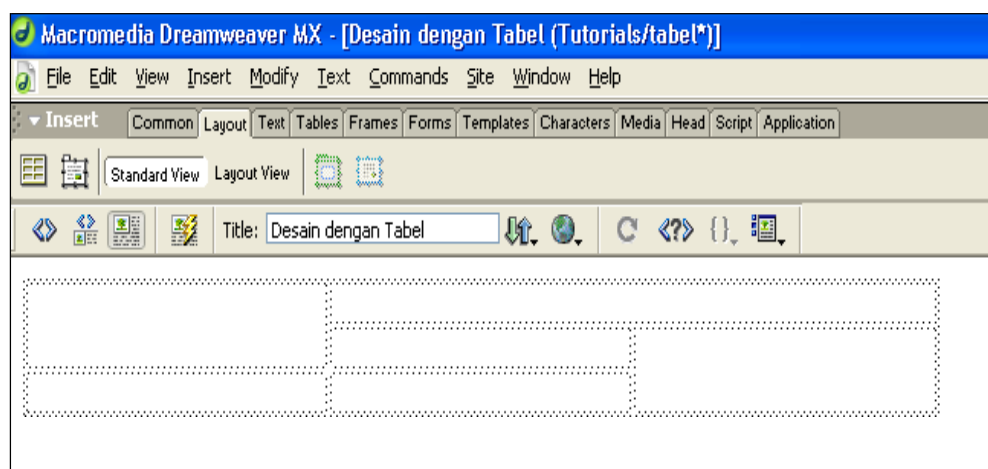 Macromedia Dreamweaver MX - [Desain dengan Tabel (Tutorials/tabel*)]
File Edit View Insert Modify Text Commands Site Window Help
Insert Common Layout Text Tables Frames Forms Templates Characters Media Head Script Application
Standard View Layout View
Title: Desain dengan Tabel